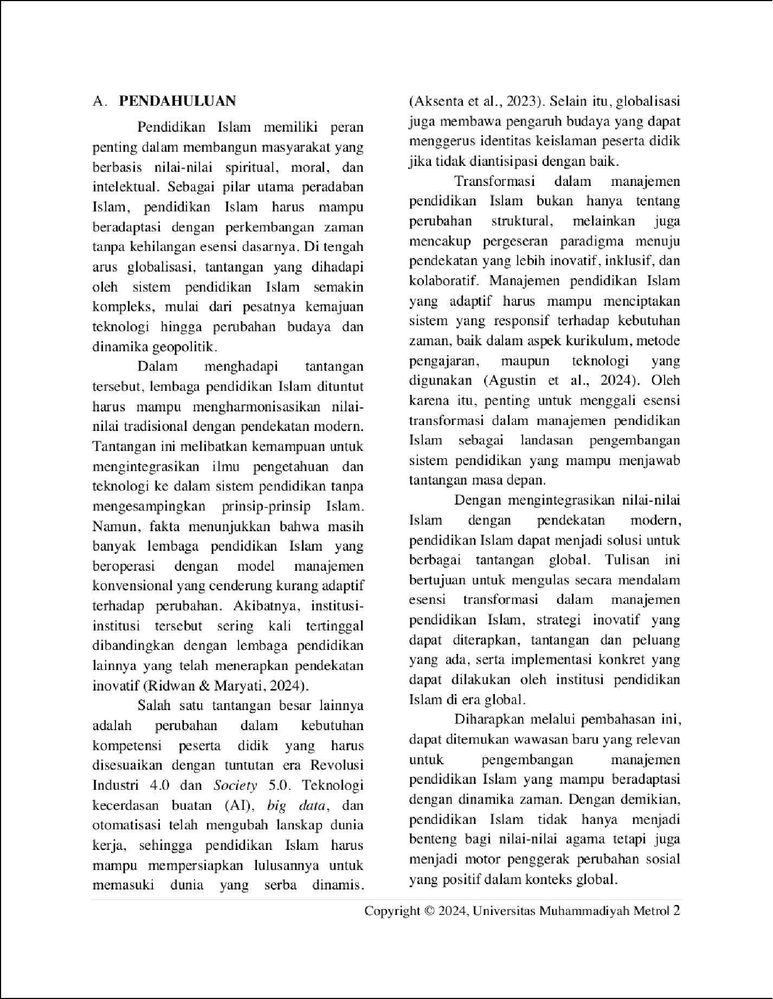 A. PENDAHULUAN
Pendidikan Islam memiliki peran
penting dalam membangun masyarakat yang
berbasis nilai-nilai spiritual, moral, dan
intelektual. Sebagai pilar utama peradaban
Islam, pendidikan Islam harus mampu
beradaptasi dengan perkembangan zaman
tanpa kehilangan esensi dasarnya. Di tengah
arus globalisasi, tantangan yang dihadapi
oleh sistem pendidikan Islam semakin
kompleks, mulai dari pesatnya kemajuan
teknologi hingga perubahan budaya dan
dinamika geopolitik.
Dalam menghadapi tantangan
tersebut, lembaga pendidikan Islam dituntut
harus mampu mengharmonisasikan nilai-
nilai tradisional dengan pendekatan modern.
Tantangan ini melibatkan kemampuan untuk
mengintegrasikan ilmu pengetahuan dan
teknologi ke dalam sistem pendidikan tanpa
mengesampingkan prinsip-prinsip Islam.
Namun, fakta menunjukkan bahwa masih
banyak lembaga pendidikan Islam yang
beroperasi dengan model manajemen
konvensional yang cenderung kurang adaptif
terhadap perubahan. Akibatnya, institusi-
institusi tersebut sering kali tertinggal
dibandingkan dengan lembaga pendidikan
lainnya yang telah menerapkan pendekatan
inovatif (Ridwan & Maryati, 2024).
Salah satu tantangan besar lainnya
adalah perubahan dalam kebutuhan
kompetensi peserta didik yang harus
disesuaikan dengan tuntutan era Revolusi
Industri 4.0 dan Society 5.0. Teknologi
kecerdasan buatan (AI), big data, dan
otomatisasi telah mengubah lanskap dunia
kerja, sehingga pendidikan Islam harus
mampu mempersiapkan lulusannya untuk
memasuki dunia yang serba dinamis.
(Aksenta et al., 2023). Selain itu, globalisasi
juga membawa pengaruh budaya yang dapat
menggerus identitas keislaman peserta didik
jika tidak diantisipasi dengan baik.
Transformasi dalam manajemen
pendidikan Islam bukan hanya tentang
perubahan struktural, melainkan juga
mencakup pergeseran paradigma menuju
pendekatan yang lebih inovatif, inklusif, dan
kolaboratif. Manajemen pendidikan Islam
yang adaptif harus mampu menciptakan
sistem yang responsif terhadap kebutuhan
zaman, baik dalam aspek kurikulum, metode
pengajaran, maupun teknologi yang
digunakan (Agustin et al., 2024). Oleh
karena itu, penting untuk menggali esensi
transformasi dalam manajemen pendidikan
Islam sebagai landasan pengembangan
sistem pendidikan yang mampu menjawab
tantangan masa depan.
Dengan mengintegrasikan nilai-nilai
Islam dengan pendekatan modern,
pendidikan Islam dapat menjadi solusi untuk
berbagai tantangan global. Tulisan ini
bertujuan untuk mengulas secara mendalam
esensi transformasi dalam manajemen
pendidikan Islam, strategi inovatif yang
dapat diterapkan, tantangan dan peluang
yang ada, serta implementasi konkret yang
dapat dilakukan oleh institusi pendidikan
Islam di era global.
Diharapkan melalui pembahasan ini,
dapat ditemukan wawasan baru yang relevan
untuk pengembangan manajemen
pendidikan Islam yang mampu beradaptasi
dengan dinamika zaman. Dengan demikian,
pendidikan Islam tidak hanya menjadi
benteng bagi nilai-nilai agama tetapi juga
menjadi motor penggerak perubahan sosial
yang positif dalam konteks global.
Copyright © 2024, Universitas Muhammadiyah Metro| 2